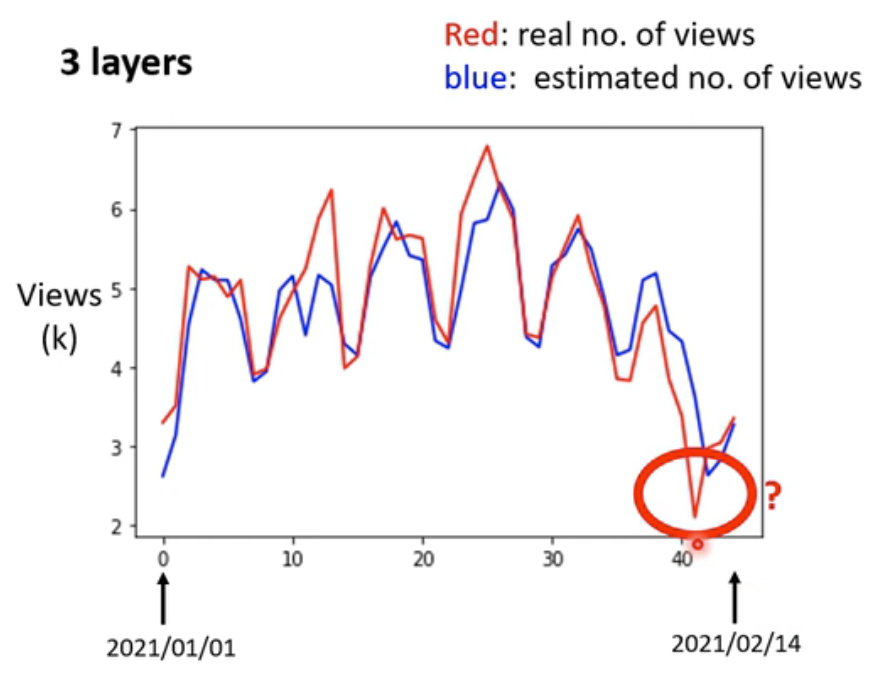 Red: real no. of views
3 layers
blue: estimated no. of views
7
6
Views 5
(k)
4
3
?
2
0 10 20 30 40
2021/01/01 2021/02/14